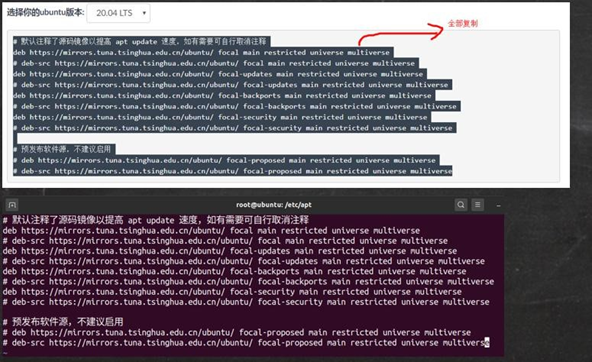 选择你的ubuntu版本: 20.04 LTS
全部复制
# 默认注释了源码镜像以提高 apt update 速度，如有需要可自行取消注释
deb https://mirrors.tuna.tsinghua.edu.cn/ubuntu/ focal main restricted universe multiverse
# deb-src https://mirrors.tuna.tsinghua.edu.cn/ubuntu/ focal main restricted universe multiverse
deb https://mirrors.tuna.tsinghua.edu.cn/ubuntu/ focal-updates main restricted universe multiverse
# deb-src https://mirrors.tuna.tsinghua.edu.cn/ubuntu/ focal-updates main restricted universe multiverse
deb https://mirrors.tuna.tsinghua.edu.cn/ubuntu/ focal-backports main restricted universe multiverse
# deb-src https://mirrors.tuna.tsinghua.edu.cn/ubuntu/ focal-backports main restricted universe multiverse
deb https://mirrors.tuna.tsinghua.edu.cn/ubuntu/ focal-security main restricted universe multiverse
# deb-src https://mirrors.tuna.tsinghua.edu.cn/ubuntu/ focal-security main restricted universe multiverse
# 预发布软件源，不建议启用
# deb https://mirrors.tuna.tsinghua.edu.cn/ubuntu/ focal-proposed main restricted universe multiverse
# deb-src https://mirrors.tuna.tsinghua.edu.cn/ubuntu/ focal-proposed main restricted universe multiverse
root@ubuntu: /etc/apt
# 默认注释了源码镜像以提高 apt update 速度，如有需要可自行取消注释
deb https://mirrors.tuna.tsinghua.edu.cn/ubuntu/ focal main restricted universe multiverse
# deb-src https://mirrors.tuna.tsinghua.edu.cn/ubuntu/ focal main restricted universe multiverse
deb https://mirrors.tuna.tsinghua.edu.cn/ubuntu/ focal-updates main restricted universe multiverse
# deb-src https://mirrors.tuna.tsinghua.edu.cn/ubuntu/ focal-updates main restricted universe multiverse
deb https://mirrors.tuna.tsinghua.edu.cn/ubuntu/ focal-backports main restricted universe multiverse
# deb-src https://mirrors.tuna.tsinghua.edu.cn/ubuntu/ focal-backports main restricted universe multiverse
deb https://mirrors.tuna.tsinghua.edu.cn/ubuntu/ focal-security main restricted universe multiverse
# deb-src https://mirrors.tuna.tsinghua.edu.cn/ubuntu/ focal-security main restricted universe multiverse
# 预发布软件源，不建议启用
# deb https://mirrors.tuna.tsinghua.edu.cn/ubuntu/ focal-proposed main restricted universe multiverse
# deb-src https://mirrors.tuna.tsinghua.edu.cn/ubuntu/ focal-proposed main restricted universe multiverse